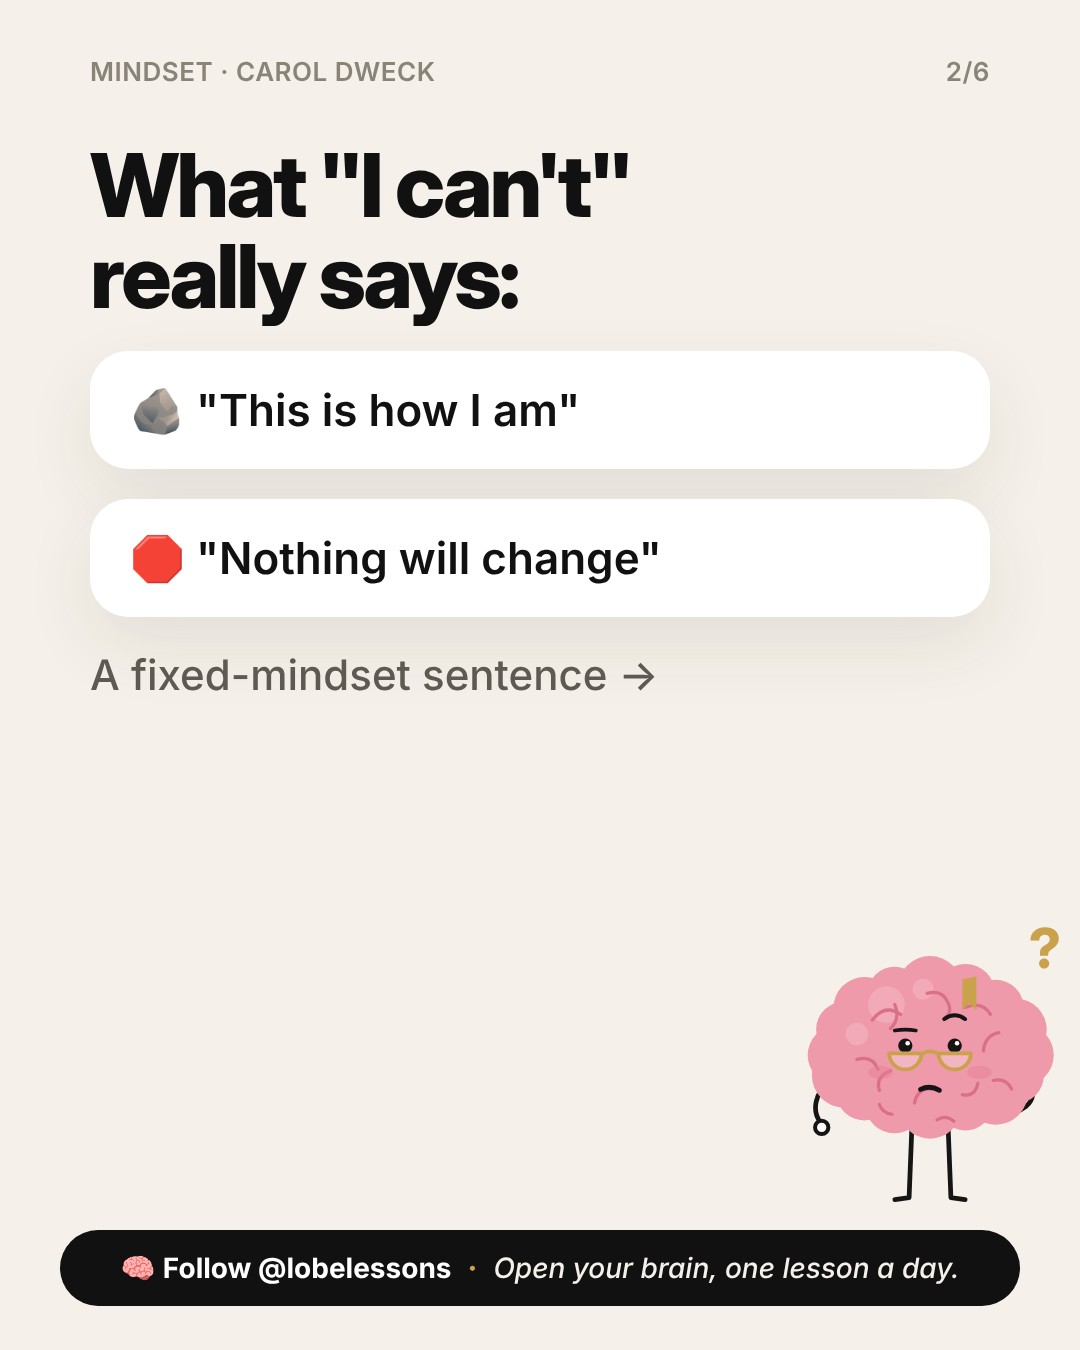 MINDSET · CAROL DWECK
2/6
What "I can't"
really says:
🪨 "This is how I am"
🛑 "Nothing will change"
A fixed-mindset sentence →
?
🧠 Follow @lobelessons · Open your brain, one lesson a day.